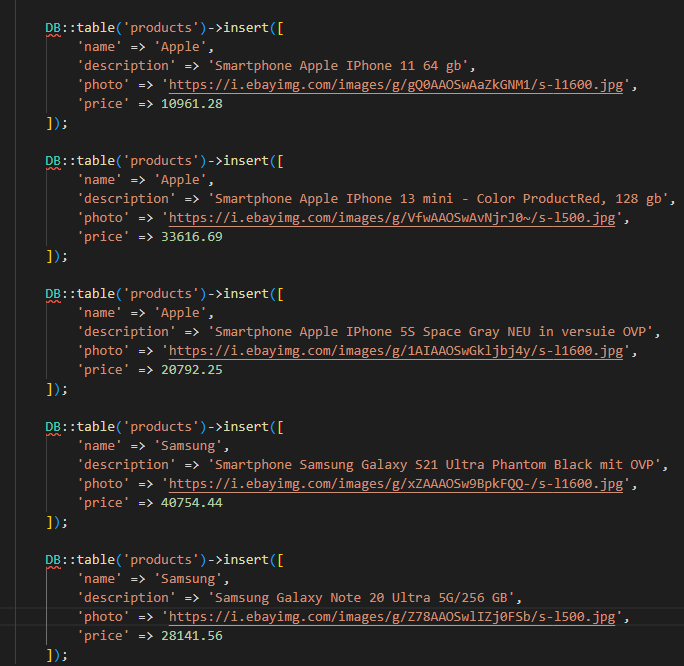 DB::table('products')->insert([
'name' => 'Apple',
'description' => 'Smartphone Apple IPhone 11 64 gb',
'photo' => 'https://i.ebayimg.com/images/g/gQ0AAOSwAaZkGNM1/s-l1600.jpg',
'price' => 10961.28
]);
DB::table('products')->insert([
'name' => 'Apple',
'description' => 'Smartphone Apple IPhone 13 mini - Color ProductRed, 128 gb',
'photo' => 'https://i.ebayimg.com/images/g/VfwAAOSwAvNjrJ0~/s-l500.jpg',
'price' => 33616.69
]);
DB::table('products')->insert([
'name' => 'Apple',
'description' => 'Smartphone Apple IPhone 5S Space Gray NEU in versuie OVP',
'photo' => 'https://i.ebayimg.com/images/g/1AIAAOSwGkljbj4y/s-l1600.jpg',
'price' => 20792.25
]);
DB::table('products')->insert([
'name' => 'Samsung',
'description' => 'Smartphone Samsung Galaxy S21 Ultra Phantom Black mit OVP',
'photo' => 'https://i.ebayimg.com/images/g/xZAAAOSw9BpkFQQ-/s-l1600.jpg',
'price' => 40754.44
]);
DB::table('products')->insert([
'name' => 'Samsung',
'description' => 'Samsung Galaxy Note 20 Ultra 5G/256 GB',
'photo' => 'https://i.ebayimg.com/images/g/Z78AAOSwlIZj0FSb/s-l500.jpg',
'price' => 28141.56
]);